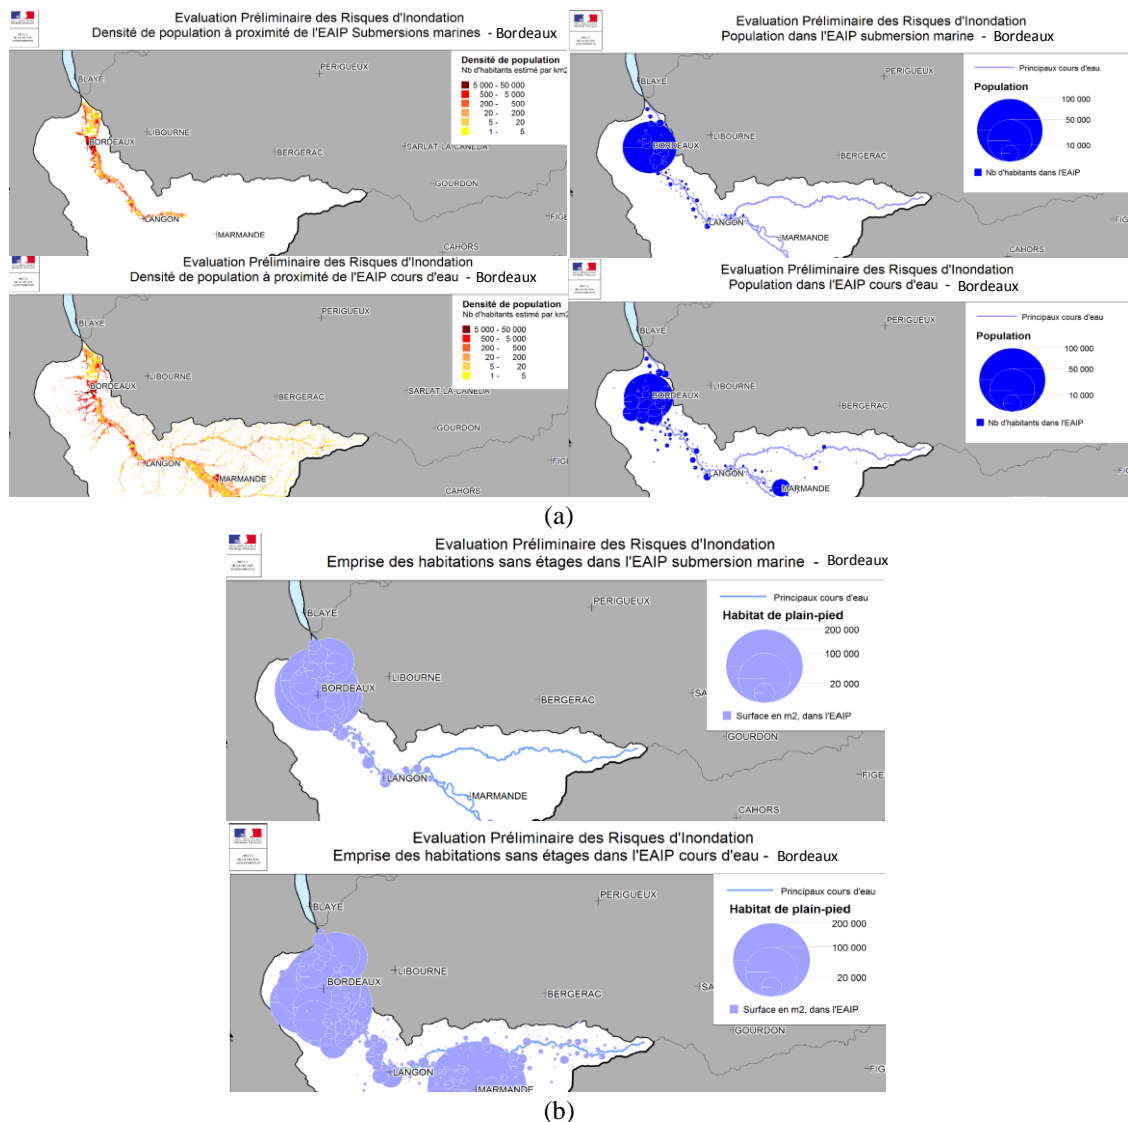 Evaluation Préliminaire des Risques d'Inondation
Densité de population à proximité de l'EAIP Submersions marines - Bordeaux
Densité de population
Nb d'habitants estimé par km2
5 000 - 50 000
500 - 5 000
200 - 500
20 - 200
5 - 20
1 - 5
PERIGUEUX
BLAYE
LIBOURNE
BORDEAUX
BERGERAC
SARLAT-LA-CANEDA
GOURDON
LANGON
FIGE
MARMANDE
CAHORS
Evaluation Préliminaire des Risques d'Inondation
Population dans l'EAIP submersion marine - Bordeaux
Principaux cours d'eau
Population
100 000
50 000
10 000
Nb d'habitants dans l'EAIP
PERIGUEUX
BLAYE
LIBOURNE
BORDEAUX
BERGERAC
GOURDON
LANGON
MARMANDE
CAHORS
Evaluation Préliminaire des Risques d'Inondation
Densité de population à proximité de l'EAIP cours d'eau - Bordeaux
Densité de population
Nb d'habitants estimé par km2
5 000 - 50 000
500 - 5 000
200 - 500
20 - 200
5 - 20
1 - 5
PERIGUEUX
BLAYE
LIBOURNE
BORDEAUX
BERGERAC
SARLAT-LA-CANEDA
GOURDON
LANGON
FIGE
MARMANDE
CAHORS
Evaluation Préliminaire des Risques d'Inondation
Population dans l'EAIP cours d'eau - Bordeaux
Principaux cours d'eau
Population
100 000
50 000
10 000
Nb d'habitants dans l'EAIP
PERIGUEUX
BLAYE
LIBOURNE
BORDEAUX
BERGERAC
GOURDON
LANGON
FIG
MARMANDE
(a)
Evaluation Préliminaire des Risques d'Inondation
Emprise des habitations sans étages dans l'EAIP submersion marine - Bordeaux
Principaux cours d'eau
Habitat de plain-pied
200 000
100 000
20 000
Surface en m2, dans l'EAIP
PERIGUEUX
BLAYE
LIBOURNE
BORDEAUX
BERGERAC
SA
GOURDON
LANGON
FIGE
MARMANDE
CAHORS
Evaluation Préliminaire des Risques d'Inondation
Emprise des habitations sans étages dans l'EAIP cours d'eau - Bordeaux
Principaux cours d'eau
Habitat de plain-pied
200 000
100 000
20 000
Surface en m2, dans l'EAIP
PERIGUEUX
BLAYE
LIBOURNE
BORDEAUX
BERGERAC
SA
GOURDON
LANGON
FIG
MARMANDE
(b)